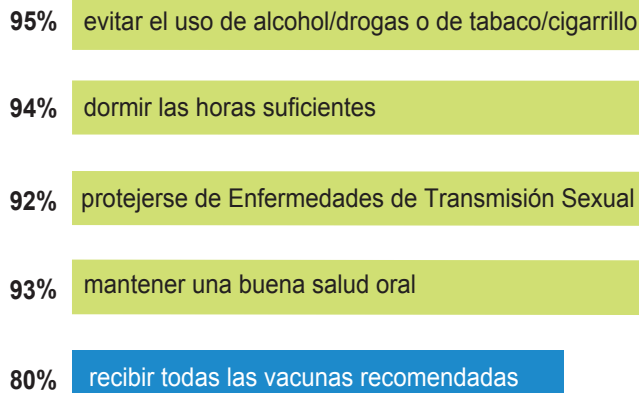 95% evitar el uso de alcohol/drogas o de tabaco/cigarrillo
94% dormir las horas suficientes
92% protejerse de Enfermedades de Transmisión Sexual
93% mantener una buena salud oral
80% recibir todas las vacunas recomendadas